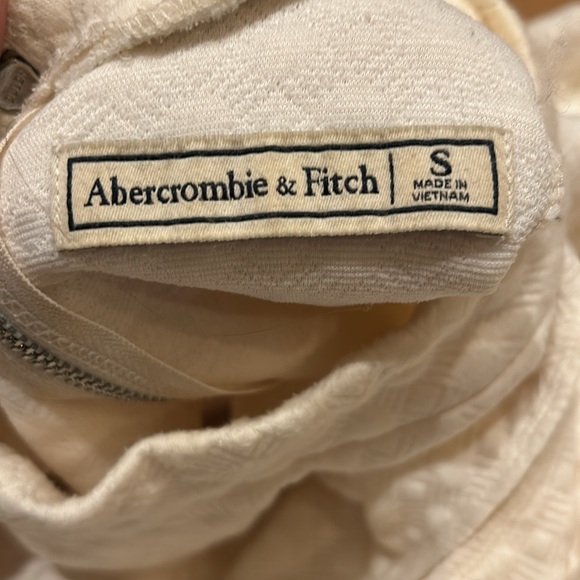 Abercrombie & Fitch
S
MADE IN
VIETNAM